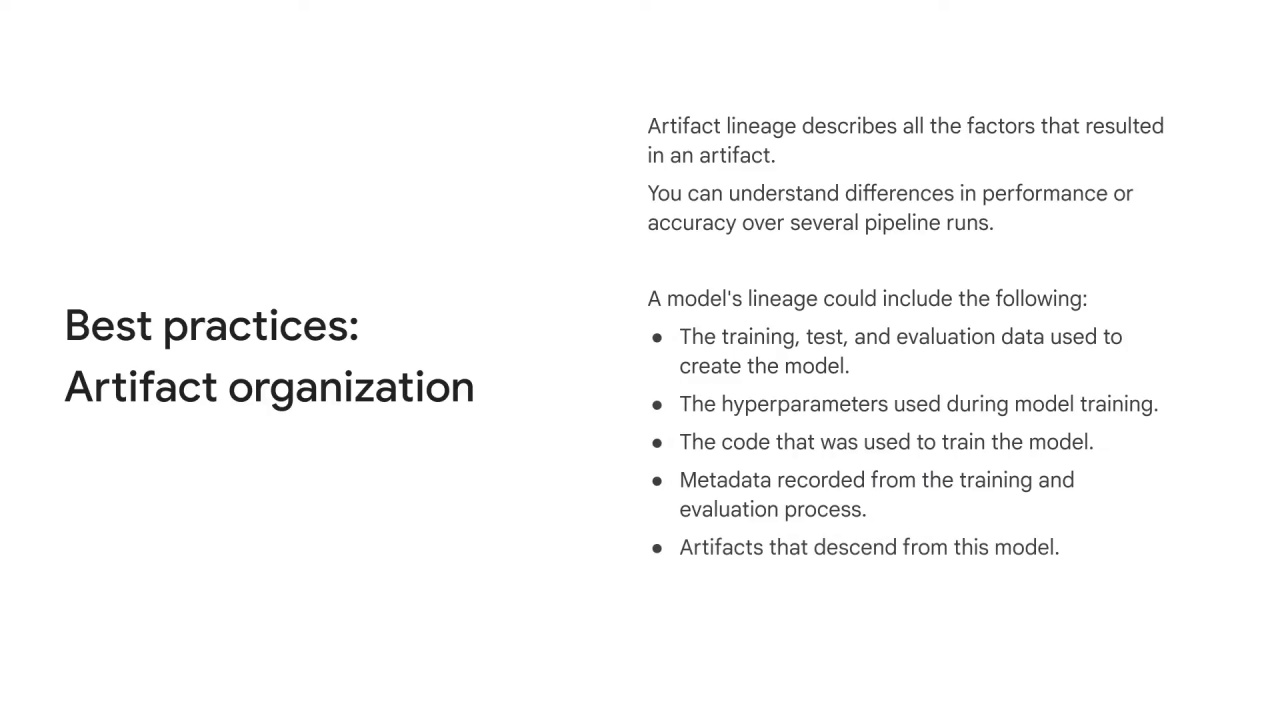 Best practices:
Artifact organization
Artifact lineage describes all the factors that resulted
in an artifact.
You can understand differences in performance or
accuracy over several pipeline runs.
A model's lineage could include the following:
● The training, test, and evaluation data used to
create the model.
● The hyperparameters used during model training.
● The code that was used to train the model.
● Metadata recorded from the training and
evaluation process.
● Artifacts that descend from this model.